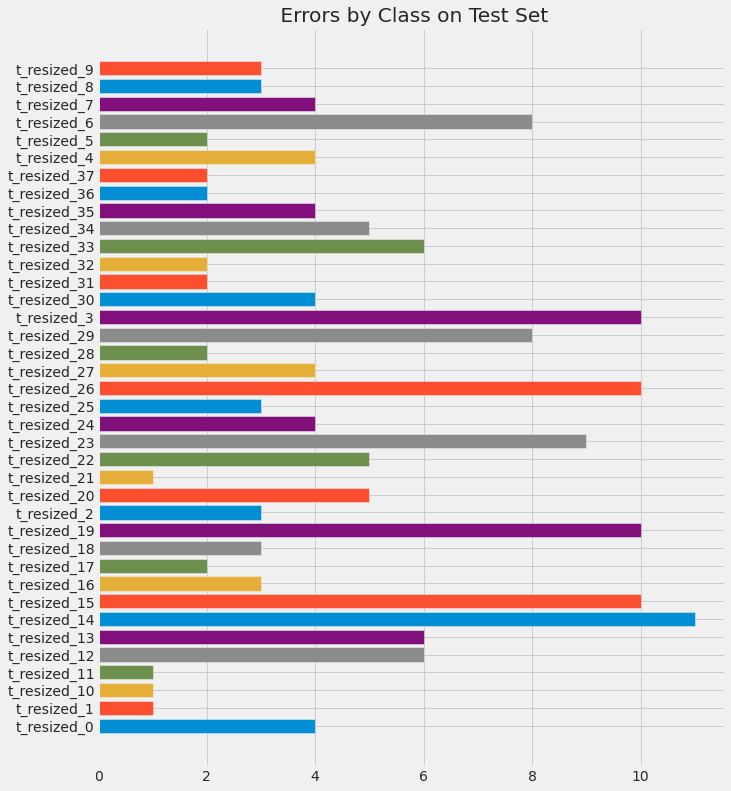 Errors by Class on Test Set
t_resized_9
t_resized_8
t_resized_7
t_resized_6
t_resized_5
t_resized_4
t_resized_37
t_resized_36
t_resized_35
t_resized_34
t_resized_33
t_resized_32
t_resized_31
t_resized_30
t_resized_3
t_resized_29
t_resized_28
t_resized_27
t_resized_26
t_resized_25
t_resized_24
t_resized_23
t_resized_22
t_resized_21
t_resized_20
t_resized_2
t_resized_19
t_resized_18
t_resized_17
t_resized_16
t_resized_15
t_resized_14
t_resized_13
t_resized_12
t_resized_11
t_resized_10
t_resized_1
t_resized_0
0 2 4 6 8 10